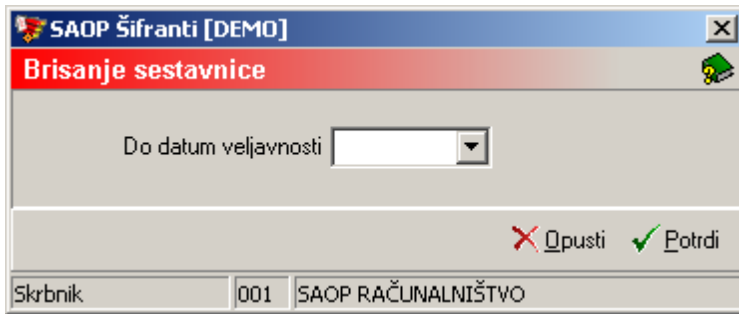 SAOP Šifranti [DEMO]
Brisanje sestavnice
Do datum veljavnosti
Opusti Potrdi
Skrbnik 001 SAOP RAČUNALNIŠTVO